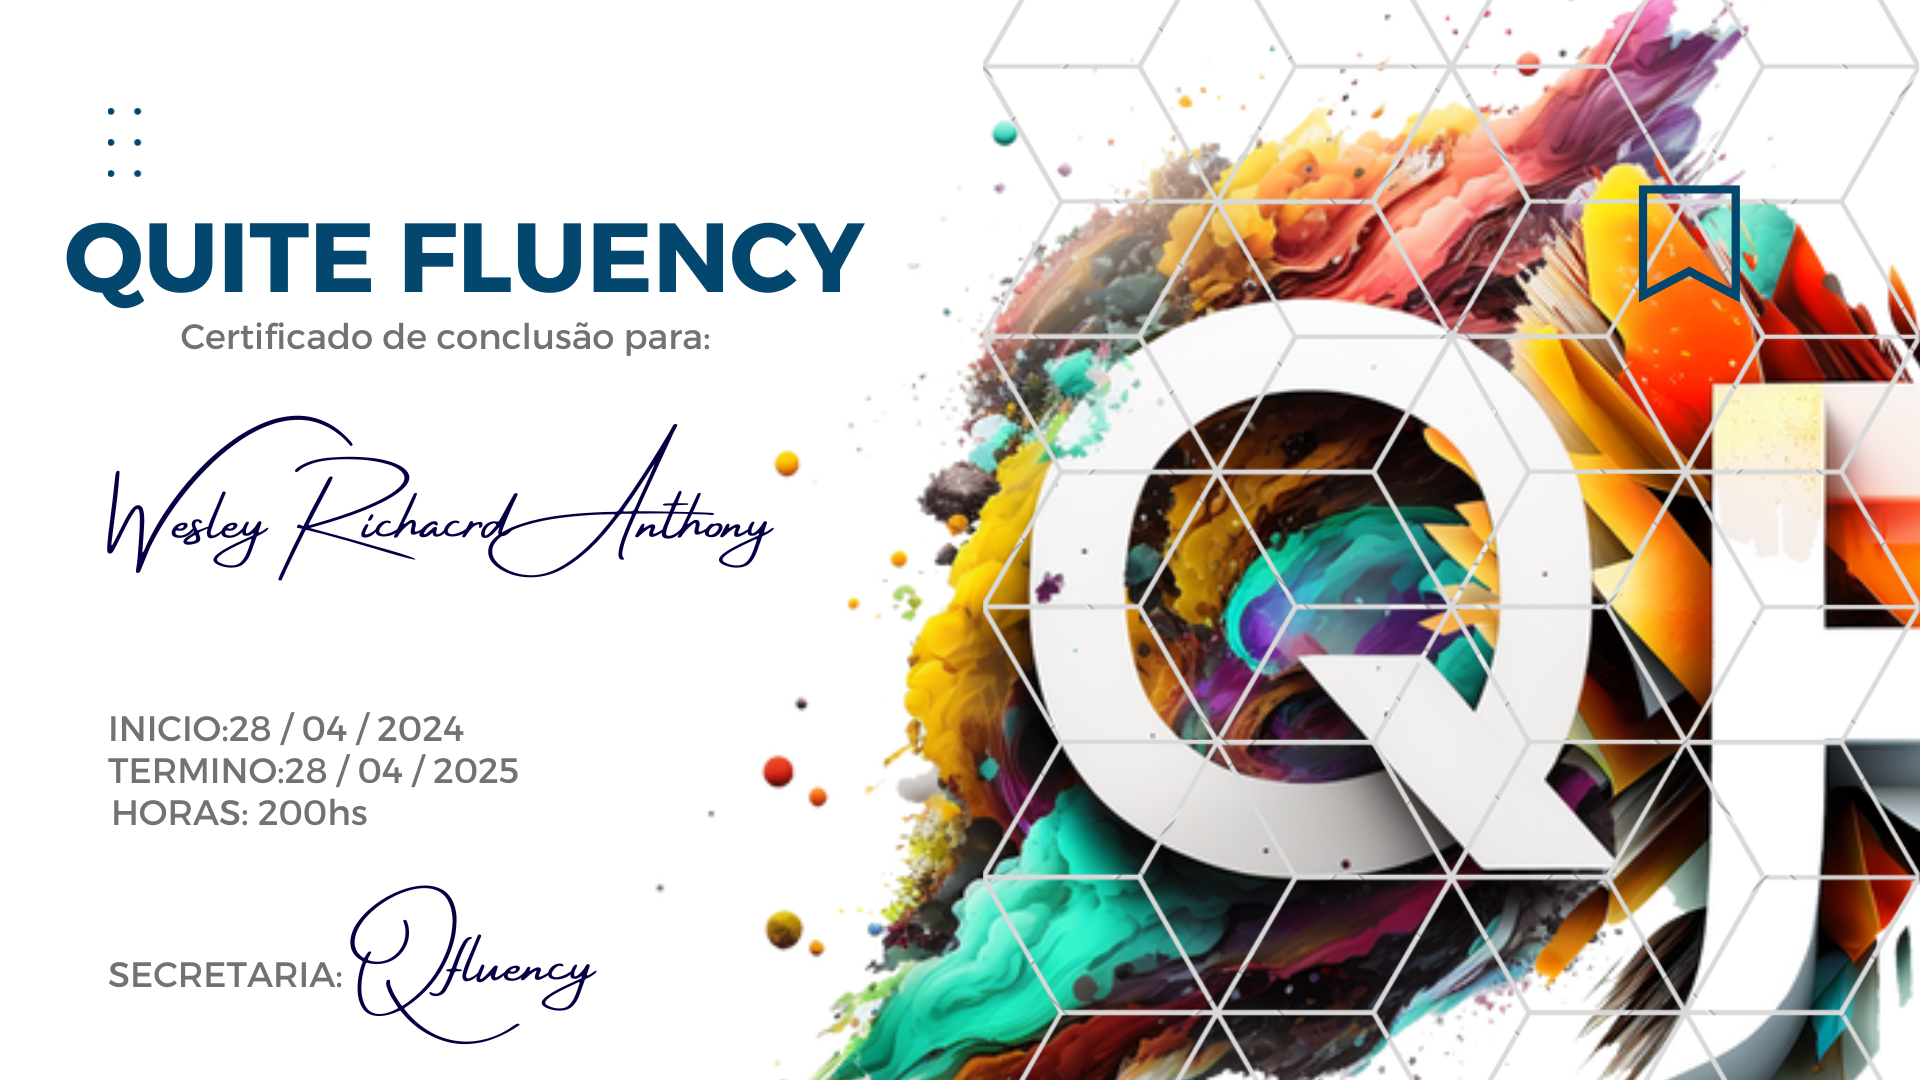 QUITE FLUENCY
Certificado de conclusão para:
Wesley Richacrd Anthony
INICIO:28 / 04 / 2024
TERMINO:28 / 04 / 2025
HORAS: 200hs
SECRETARIA: Qfluency
QF